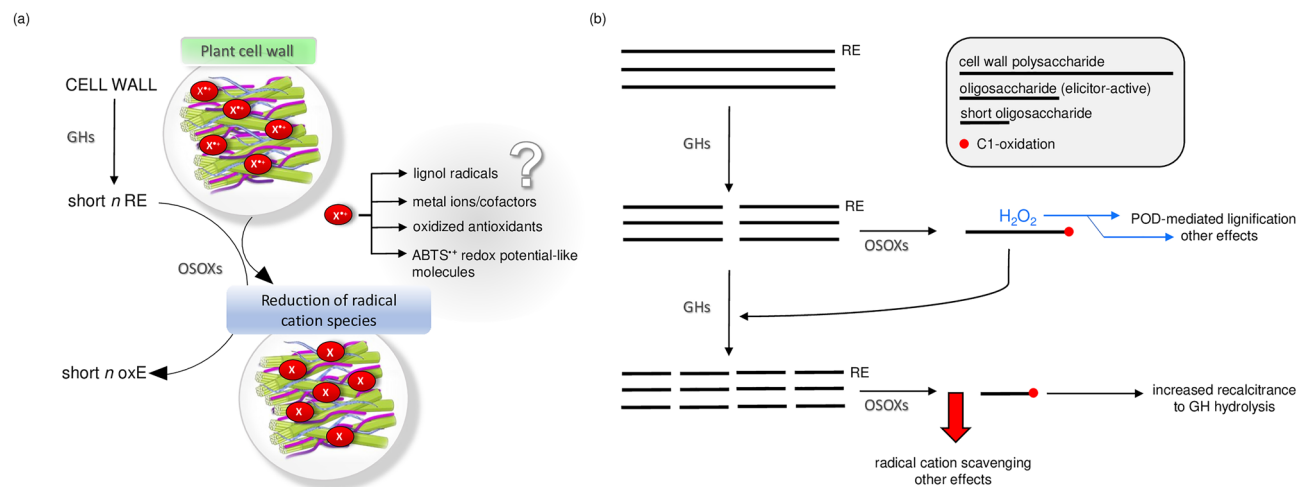 (a)
Plant cell wall
CELL WALL
X•+
X•+
X•+
X•+
X•+
X•+
GHs
short n RE
OSOXs
?
X•+
lignol radicals
metal ions/cofactors
oxidized antioxidants
ABTS•+ redox potential-like
molecules
Reduction of radical
cation species
short n oxE
X
X
X
X
X
X
X
(b)
RE
cell wall polysaccharide
oligosaccharide (elicitor-active)
short oligosaccharide
C1-oxidation
GHs
RE
OSOXs
H2O2
POD-mediated lignification
other effects
GHs
RE
OSOXs
increased recalcitrance
to GH hydrolysis
radical cation scavenging
other effects